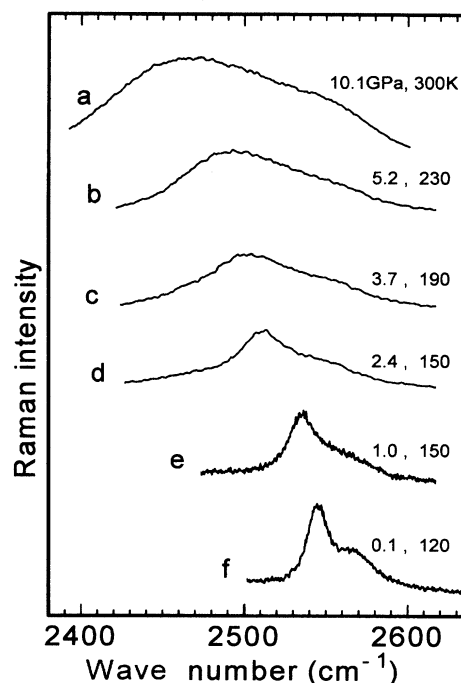 a
10.1GPa, 300K
b
5.2 , 230
c
3.7 , 190
d
2.4 , 150
e
1.0 , 150
f
0.1 , 120
Raman intensity
2400 2500 2600
Wave number (cm⁻¹)